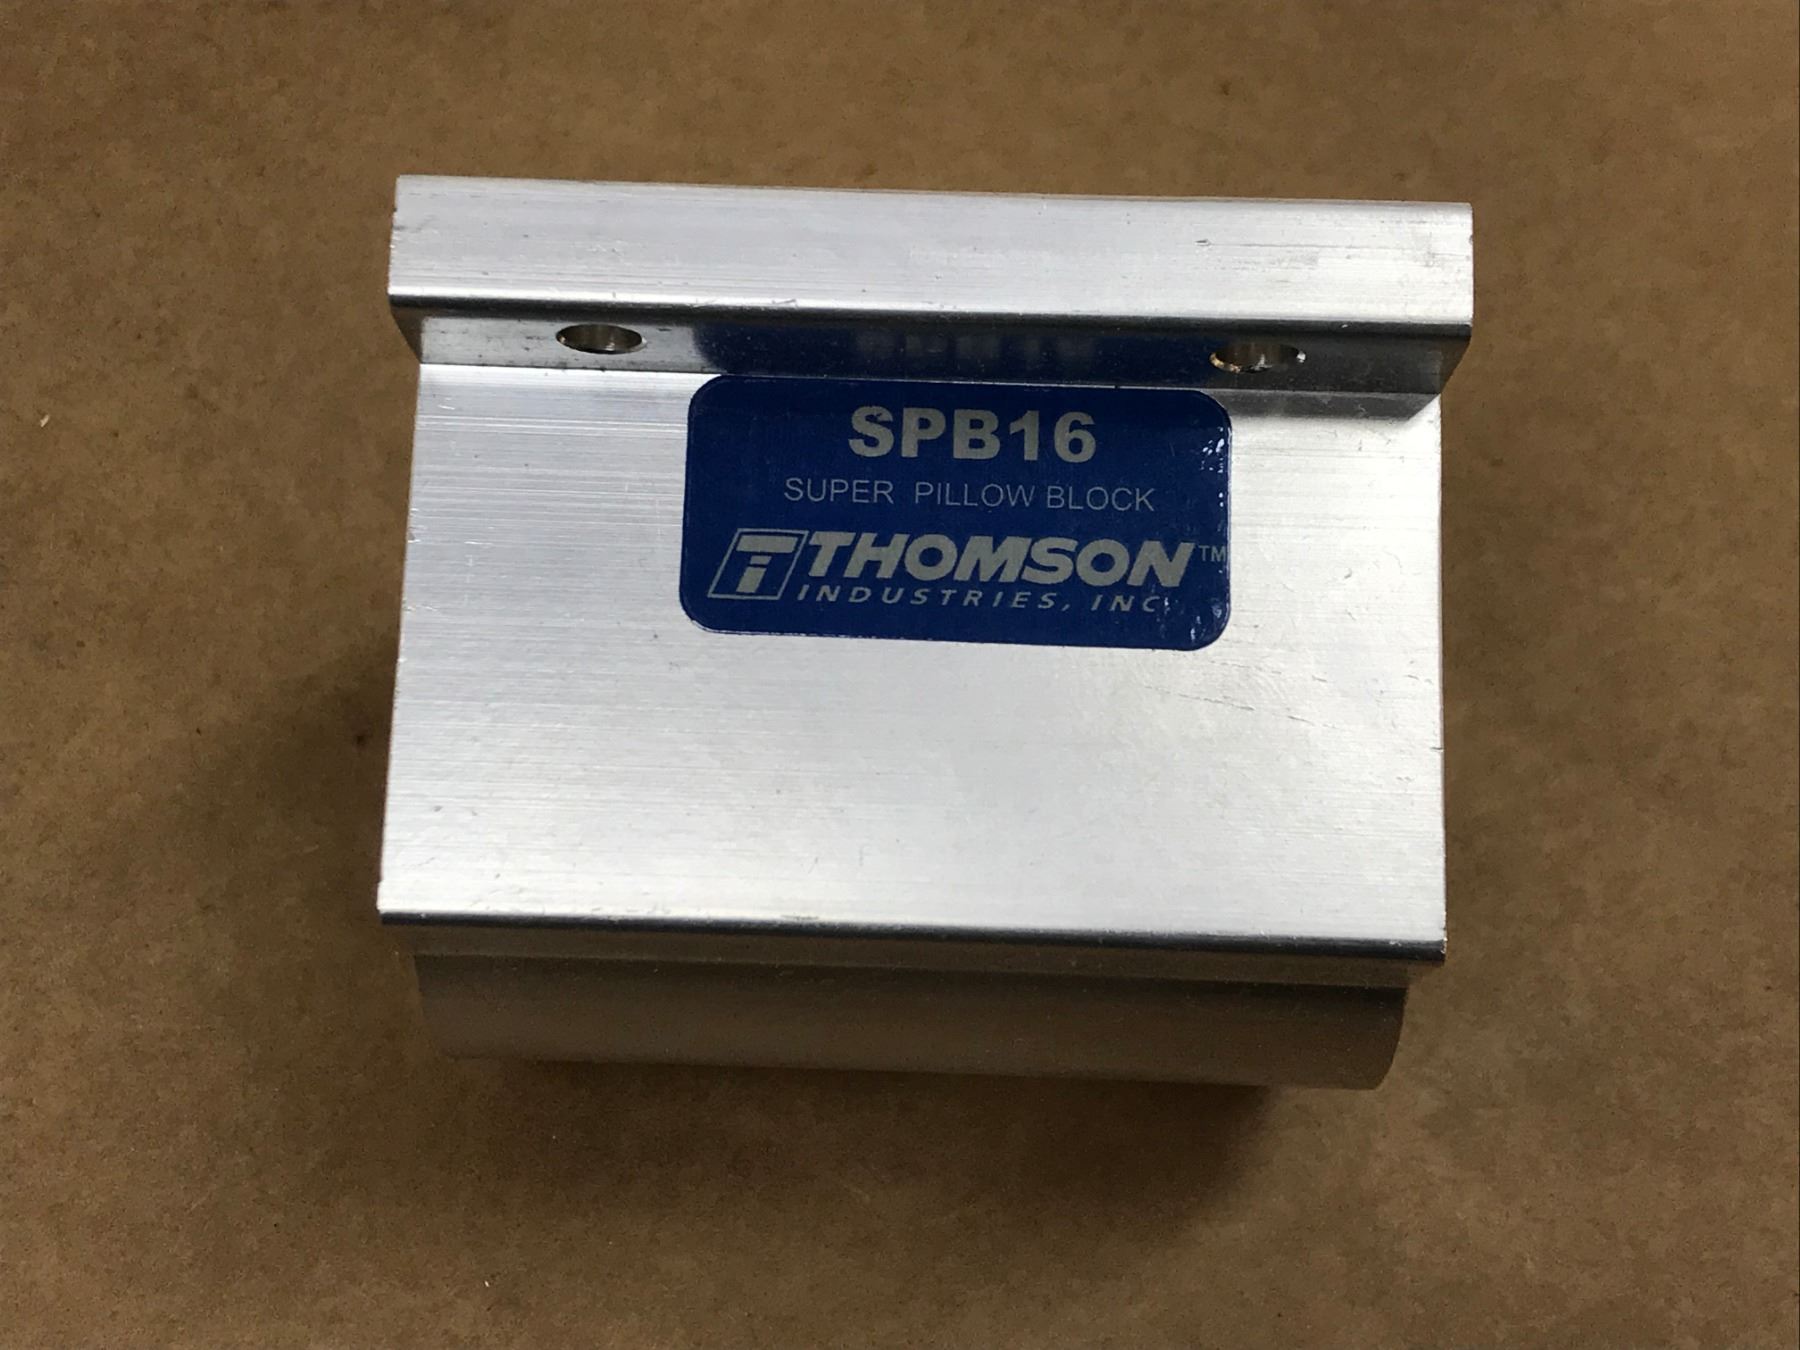 SPB16
SUPER PILLOW BLOCK
THOMSON™
INDUSTRIES, INC.